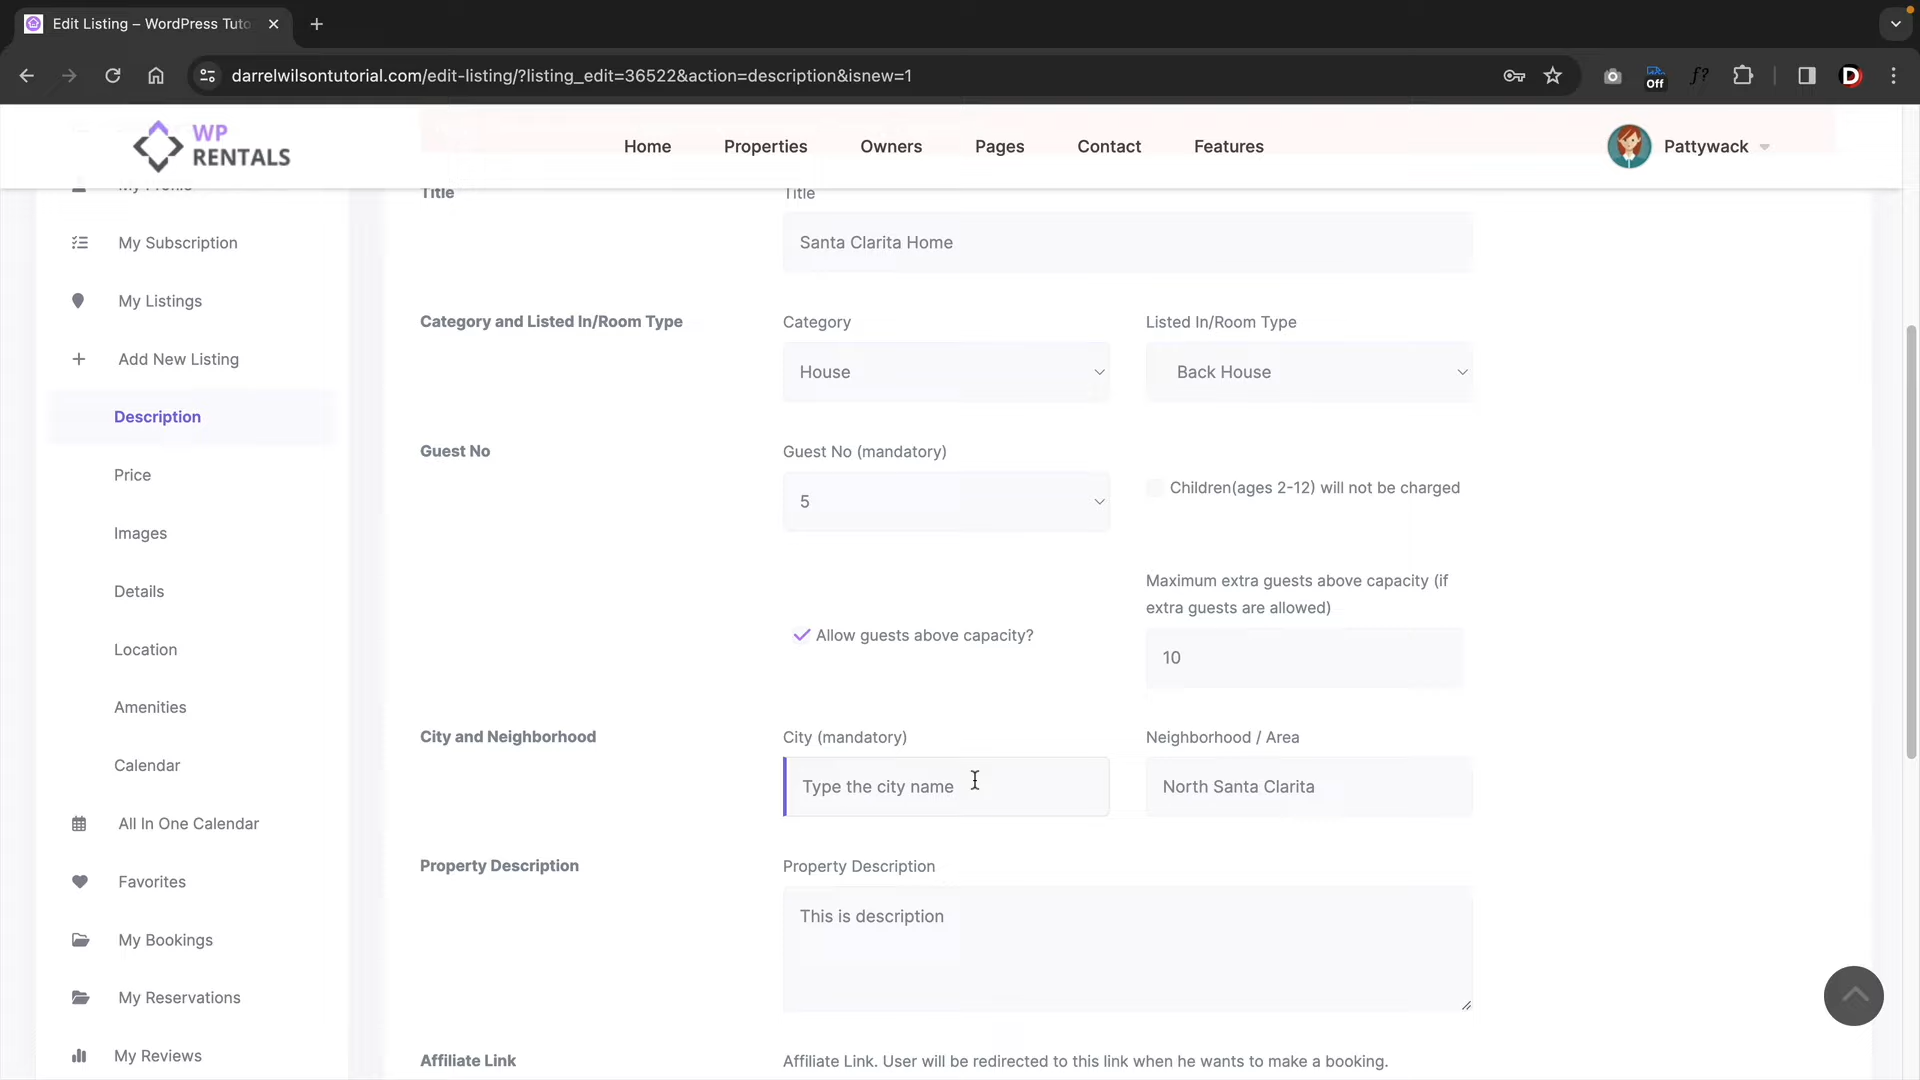 Edit Listing – WordPress Tuto
darrelwilsontutorial.com/edit-listing/?listing_edit=36522&action=description&isnew=1
Off
f?
D
WP
RENTALS
Home
Properties
Owners
Pages
Contact
Features
Pattywack
My Profile
My Subscription
My Listings
Add New Listing
Description
Price
Images
Details
Location
Amenities
Calendar
All In One Calendar
Favorites
My Bookings
My Reservations
My Reviews
Title
Title
Santa Clarita Home
Category and Listed In/Room Type
Category
House
Listed In/Room Type
Back House
Guest No
Guest No (mandatory)
5
Children(ages 2-12) will not be charged
Allow guests above capacity?
Maximum extra guests above capacity (if
extra guests are allowed)
10
City and Neighborhood
City (mandatory)
Type the city name
Neighborhood / Area
North Santa Clarita
Property Description
Property Description
This is description
Affiliate Link
Affiliate Link. User will be redirected to this link when he wants to make a booking.